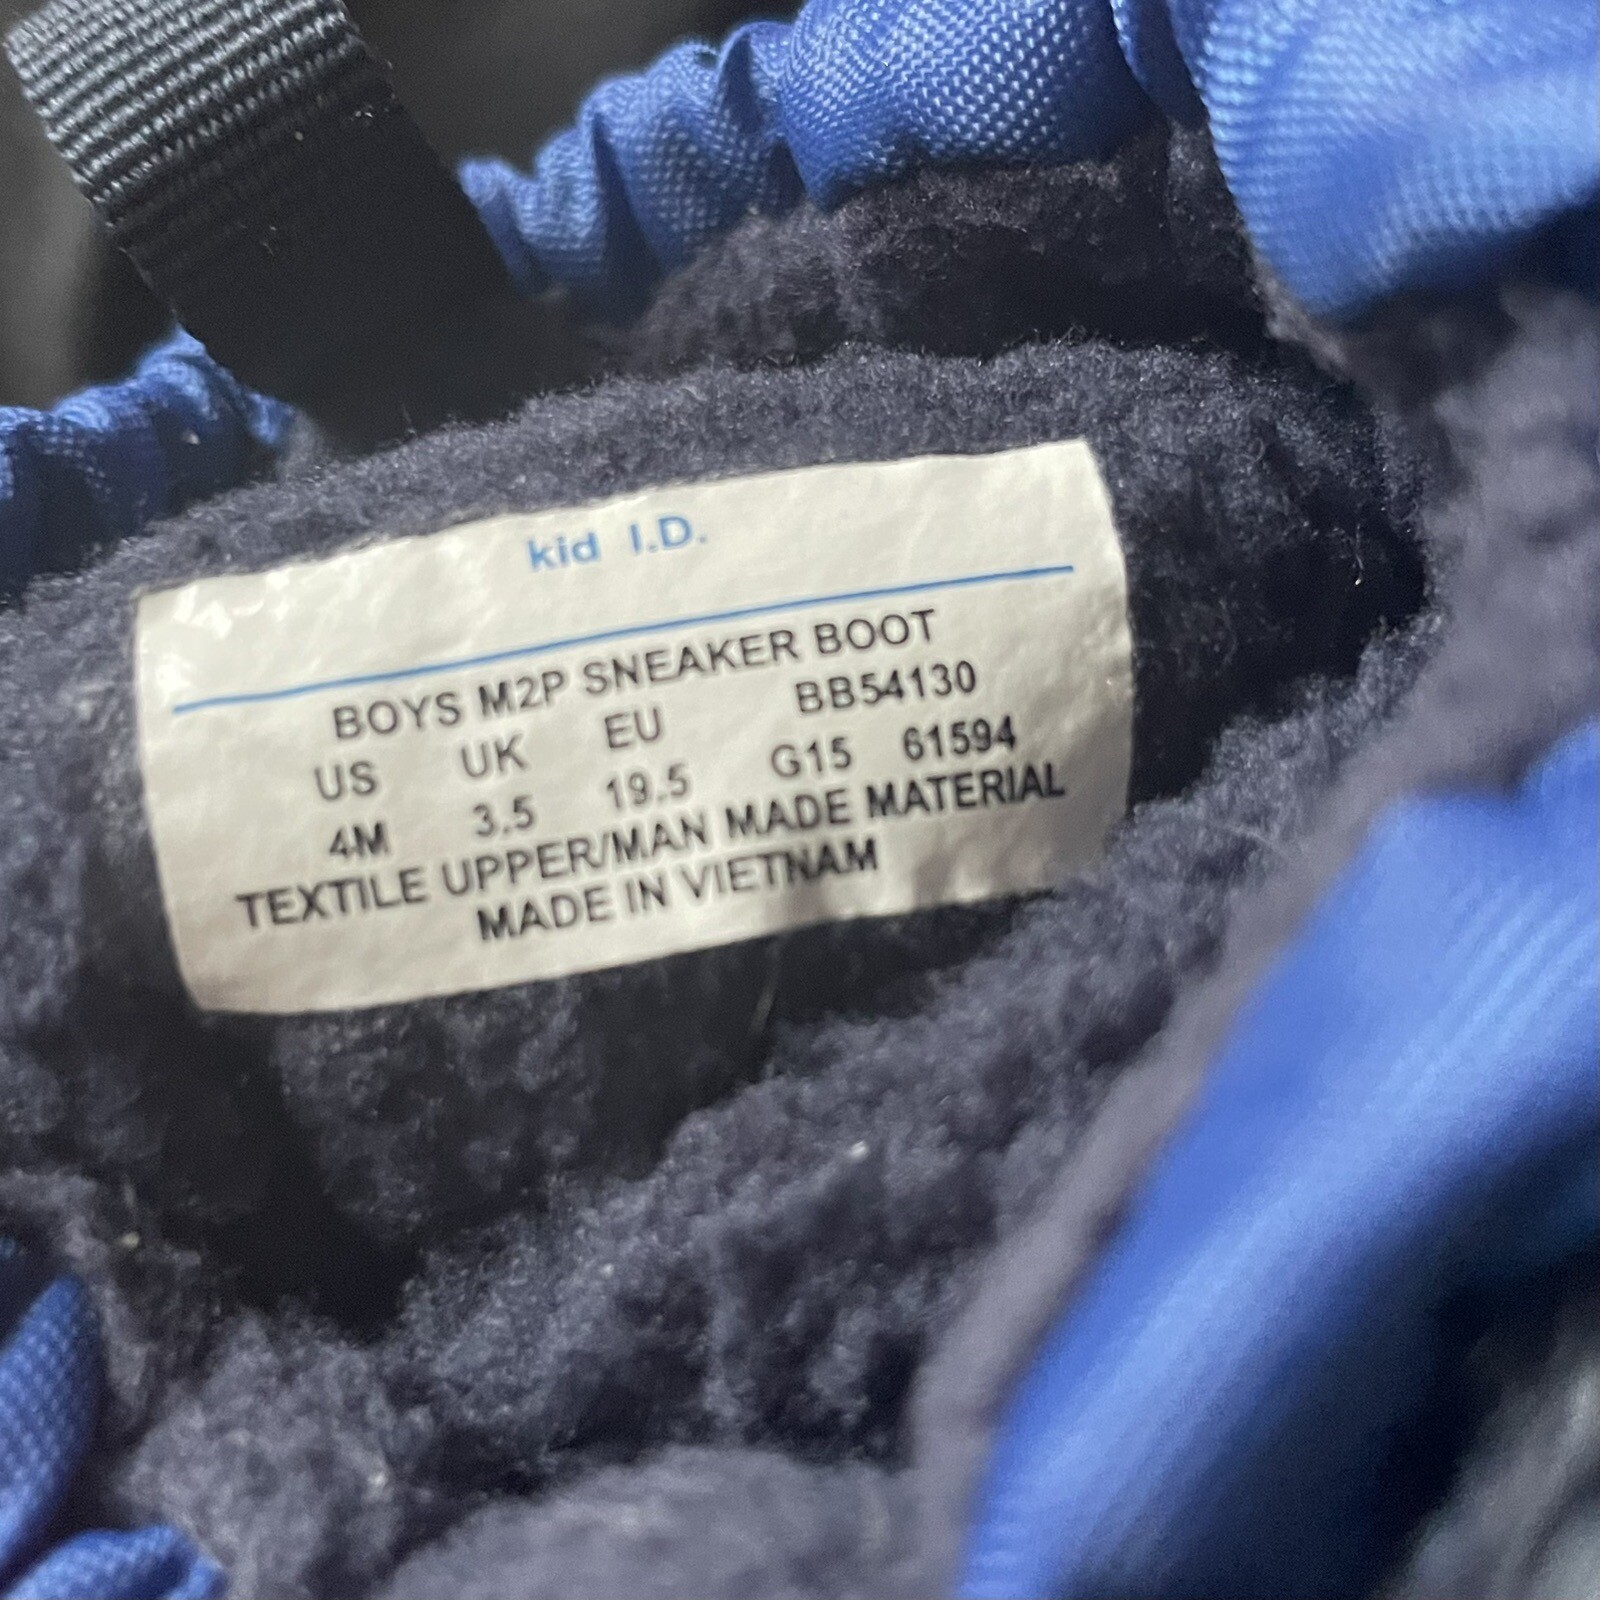 kid I.D.
BOYS M2P SNEAKER BOOT
US UK EU BB54130
4M 3.5 19.5 G15 61594
TEXTILE UPPER/MAN MADE MATERIAL
MADE IN VIETNAM